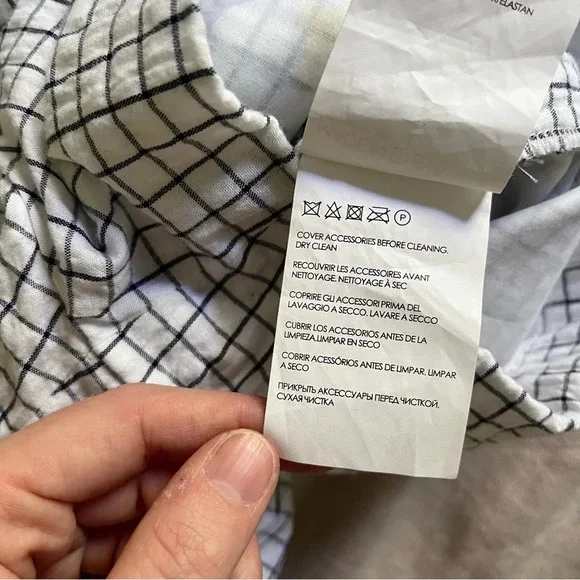 ELASTAN
P
COVER ACCESSORIES BEFORE CLEANING.
DRY CLEAN
RECOUVRIR LES ACCESSOIRES AVANT
NETTOYAGE. NETTOYAGE À SEC
COPRIRE GLI ACCESSORI PRIMA DEL
LAVAGGIO A SECCO. LAVARE A SECCO
CUBRIR LOS ACCESORIOS ANTES DE LA
LIMPIEZA.LIMPIAR EN SECO
COBRIR ACESSÓRIOS ANTES DE LIMPAR. LIMPAR
A SECO
ПРИКРЫТЬ АКСЕССУАРЫ ПЕРЕД ЧИСТКОЙ.
СУХАЯ ЧИСТКА